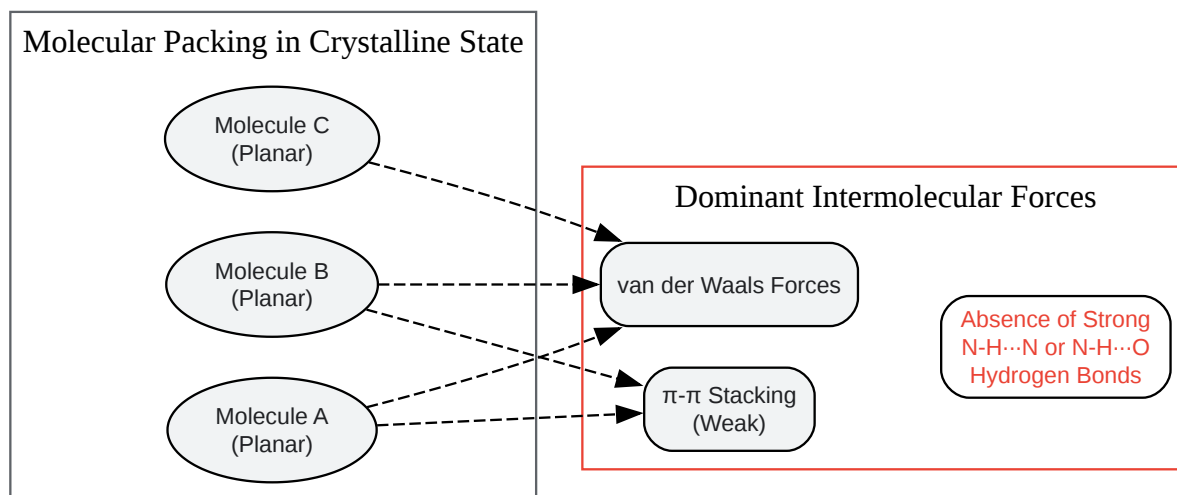 Molecular Packing in Crystalline State
Molecule C
(Planar)
Molecule B
(Planar)
Molecule A
(Planar)
Dominant Intermolecular Forces
van der Waals Forces
π-π Stacking
(Weak)
Absence of Strong
N-H···N or N-H···O
Hydrogen Bonds